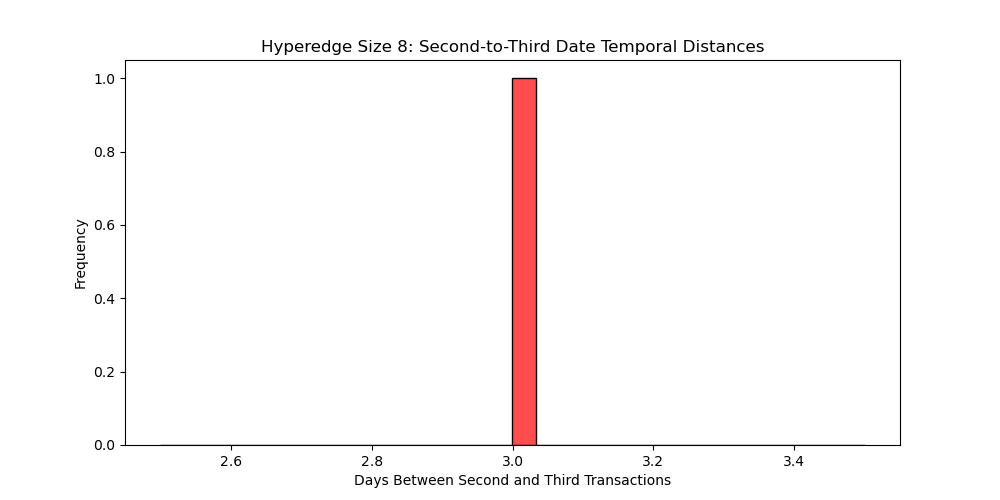 Hyperedge Size 8: Second-to-Third Date Temporal Distances
1.0
0.8
0.6
0.4
0.2
0.0
Frequency
2.6 2.8 3.0 3.2 3.4
Days Between Second and Third Transactions